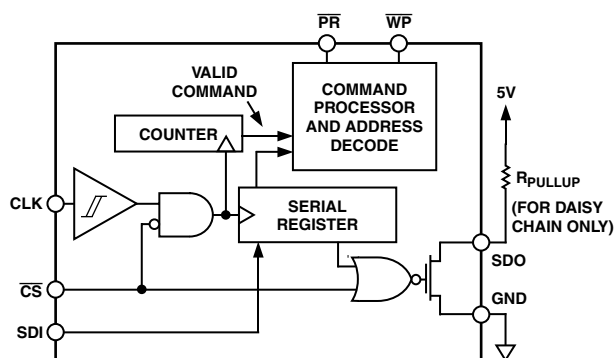 PR WP
VALID
COMMAND
COMMAND
PROCESSOR
AND ADDRESS
DECODE
5V
COUNTER
RPULLUP
(FOR DAISY
CHAIN ONLY)
CLK
SERIAL
REGISTER
SDO
CS
GND
SDI